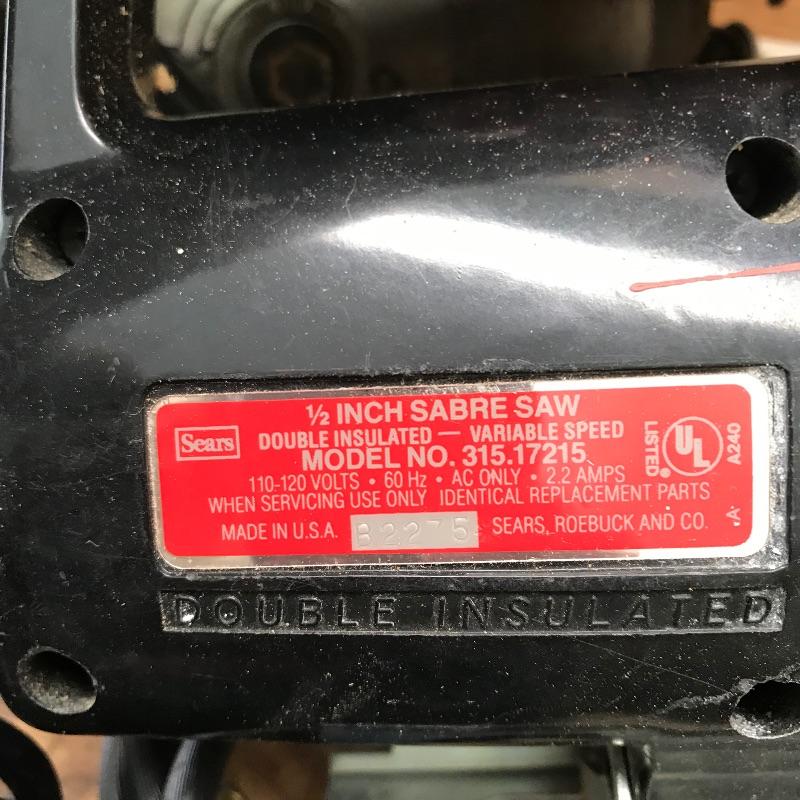 ½ INCH SABRE SAW
Sears
DOUBLE INSULATED — VARIABLE SPEED
MODEL NO. 315.17215
110-120 VOLTS • 60 Hz • AC ONLY • 2.2 AMPS
WHEN SERVICING USE ONLY IDENTICAL REPLACEMENT PARTS
MADE IN U.S.A. B2275 SEARS, ROEBUCK AND CO.
LISTED
UL
®
A240
A
DOUBLE INSULATED